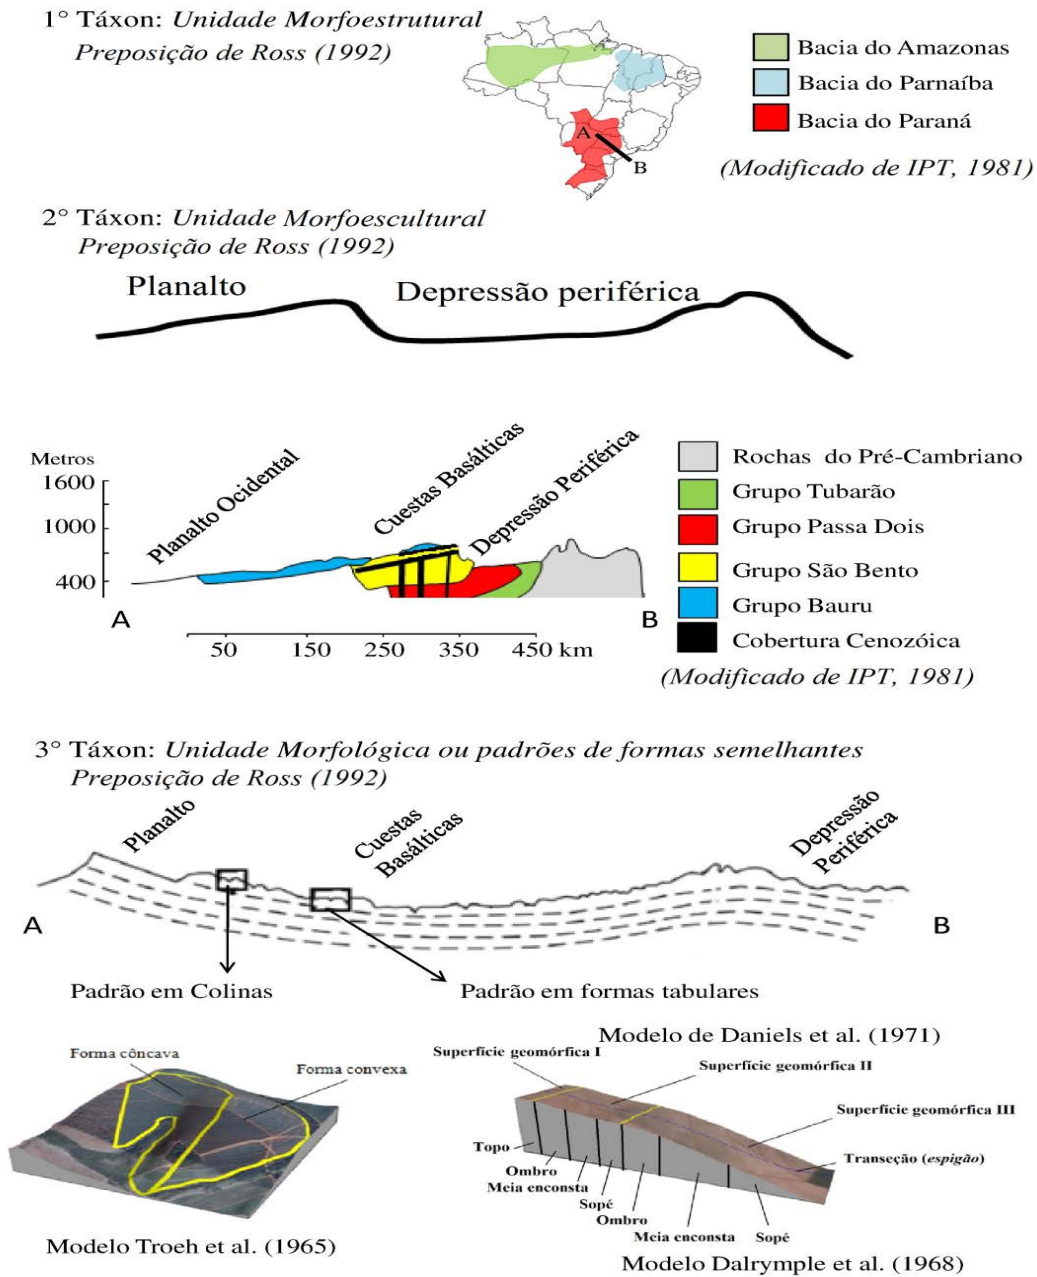 1° Táxon: Unidade Morfoestrutural
Preposição de Ross (1992)
Bacia do Amazonas
Bacia do Parnaíba
Bacia do Paraná
A
B
(Modificado de IPT, 1981)
2° Táxon: Unidade Morfoescultural
Preposição de Ross (1992)
Planalto
Depressão periférica
Metros
1600
1000
400
Planalto Ocidental
Cuestas Basálticas
Depressão Periférica
A
B
50 150 250 350 450 km
Rochas do Pré-Cambriano
Grupo Tubarão
Grupo Passa Dois
Grupo São Bento
Grupo Bauru
Cobertura Cenozóica
(Modificado de IPT, 1981)
3° Táxon: Unidade Morfológica ou padrões de formas semelhantes
Preposição de Ross (1992)
Planalto
Cuestas
Basálticas
Depressão
Periférica
A
B
Padrão em Colinas
Padrão em formas tabulares
Forma côncava
Forma convexa
Modelo Troeh et al. (1965)
Modelo de Daniels et al. (1971)
Superfície geomórfica I
Superfície geomórfica II
Superfície geomórfica III
Transeção (espigão)
Topo
Ombro
Meia enconsta
Sopé
Ombro
Meia enconsta
Sopé
Modelo Dalrymple et al. (1968)